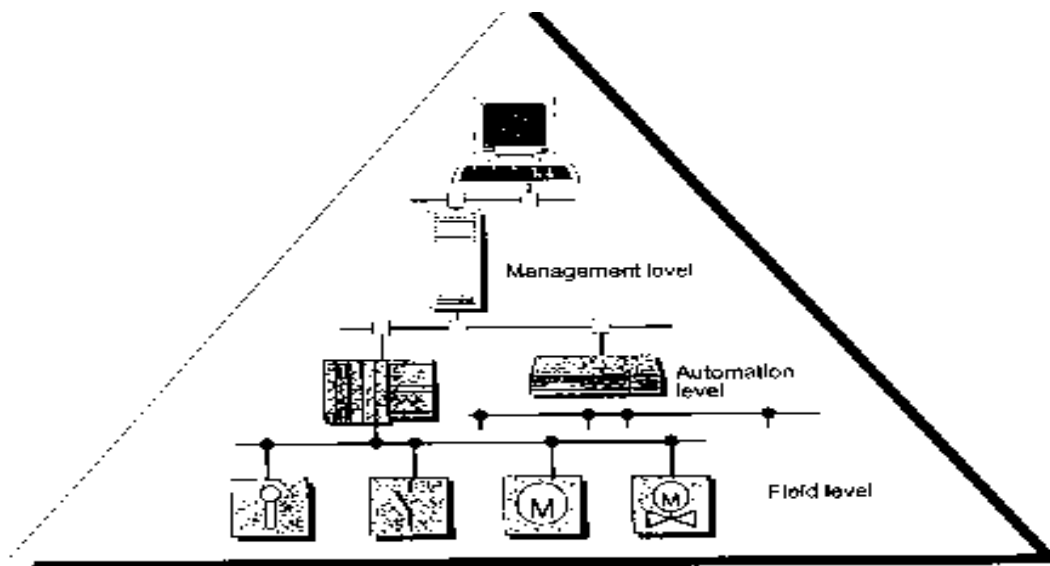 Management level
Automation
level
M
M
Field level